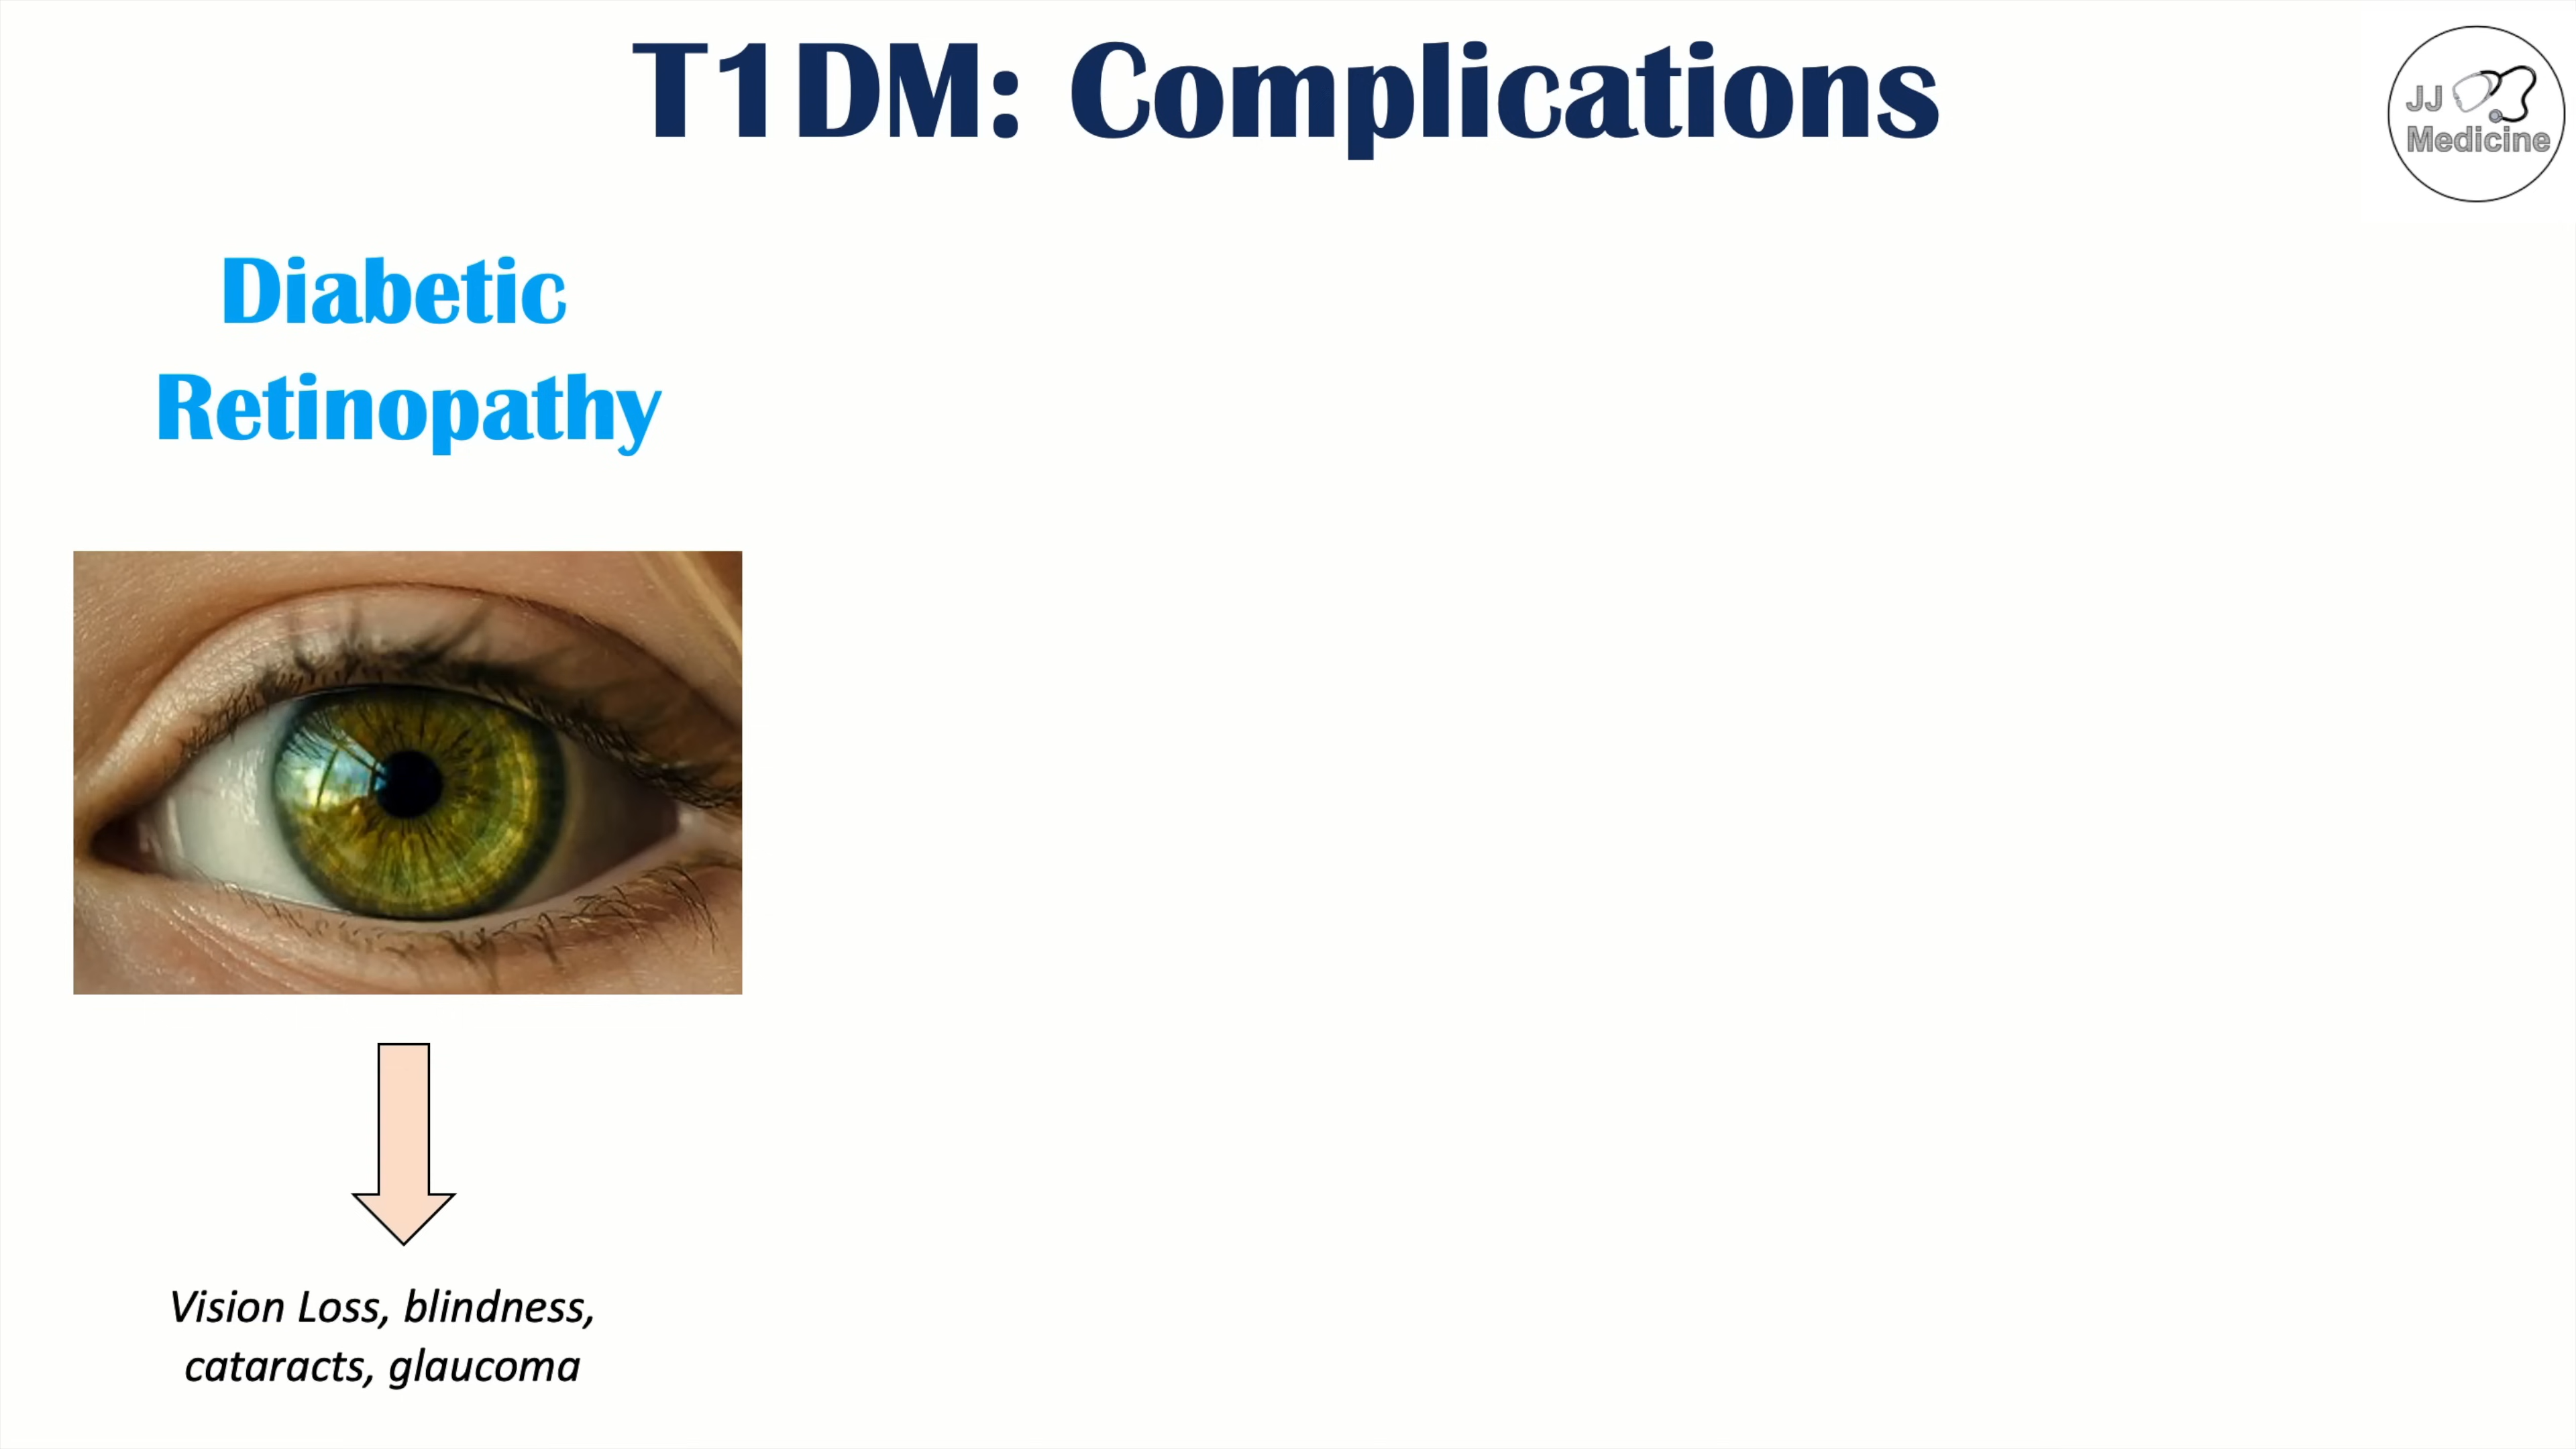 T1DM: Complications
JJ
Medicine
Diabetic
Retinopathy
Vision Loss, blindness,
cataracts, glaucoma